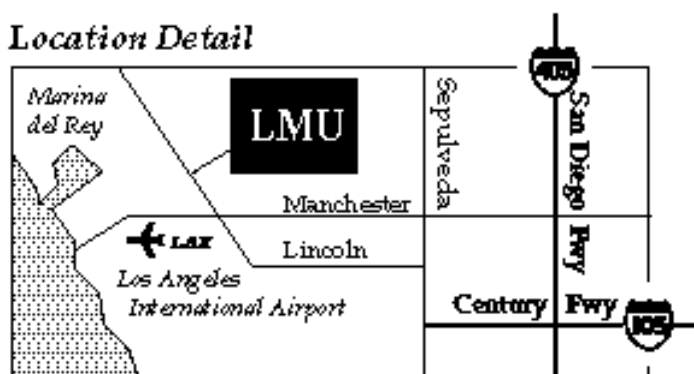 Location Detail
405
Marina
del Rey
LMU
Sepulveda
San Diego Fwy
Manchester
LAX
Lincoln
Los Angeles
International Airport
Century Fwy
105